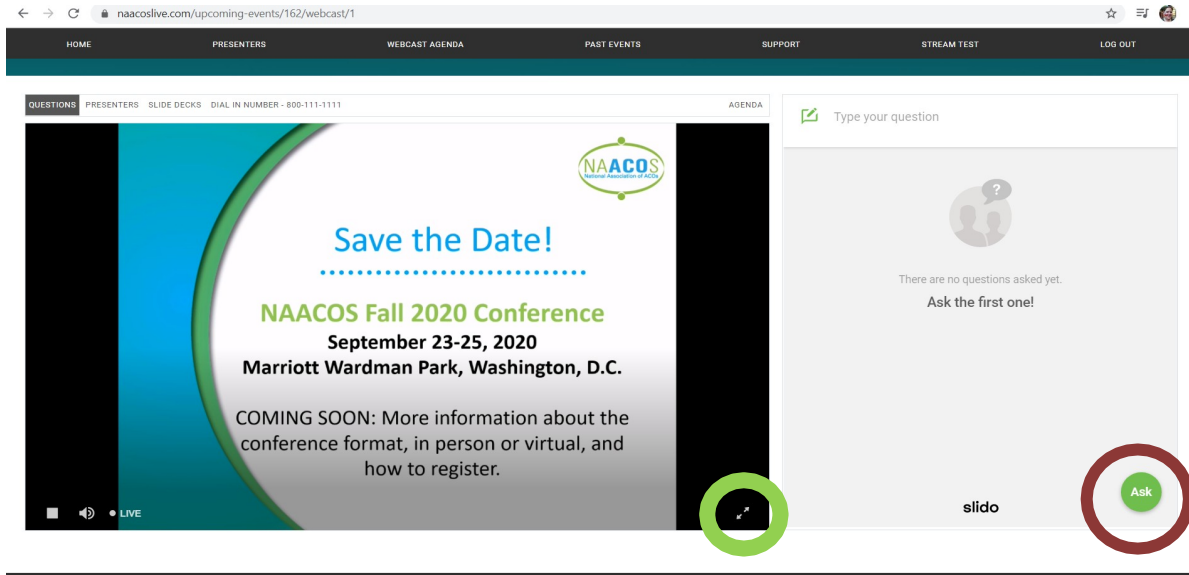 naacoslive.com/upcoming-events/162/webcast/1
HOME PRESENTERS WEBCAST AGENDA PAST EVENTS SUPPORT STREAM TEST LOG OUT
QUESTIONS PRESENTERS SLIDE DECKS DIAL IN NUMBER - 800-111-1111 AGENDA
NAACOS
National Association of ACOs
Save the Date!
NAACOS Fall 2020 Conference
September 23-25, 2020
Marriott Wardman Park, Washington, D.C.
COMING SOON: More information about the
conference format, in person or virtual, and
how to register.
LIVE
Type your question
?
There are no questions asked yet.
Ask the first one!
Ask
slido